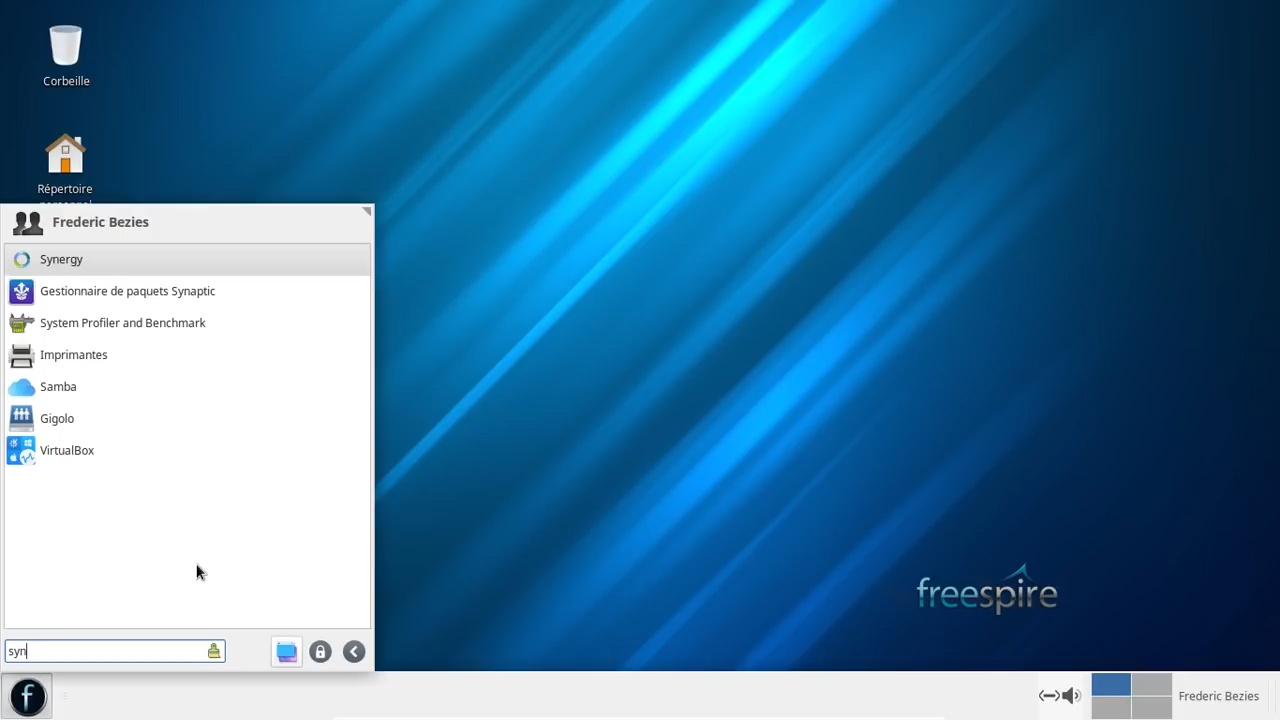 Corbeille
Répertoire
Frederic Bezies
Synergy
Gestionnaire de paquets Synaptic
System Profiler and Benchmark
Imprimantes
Samba
Gigolo
VirtualBox
freespire
syn
f
Frederic Bezies